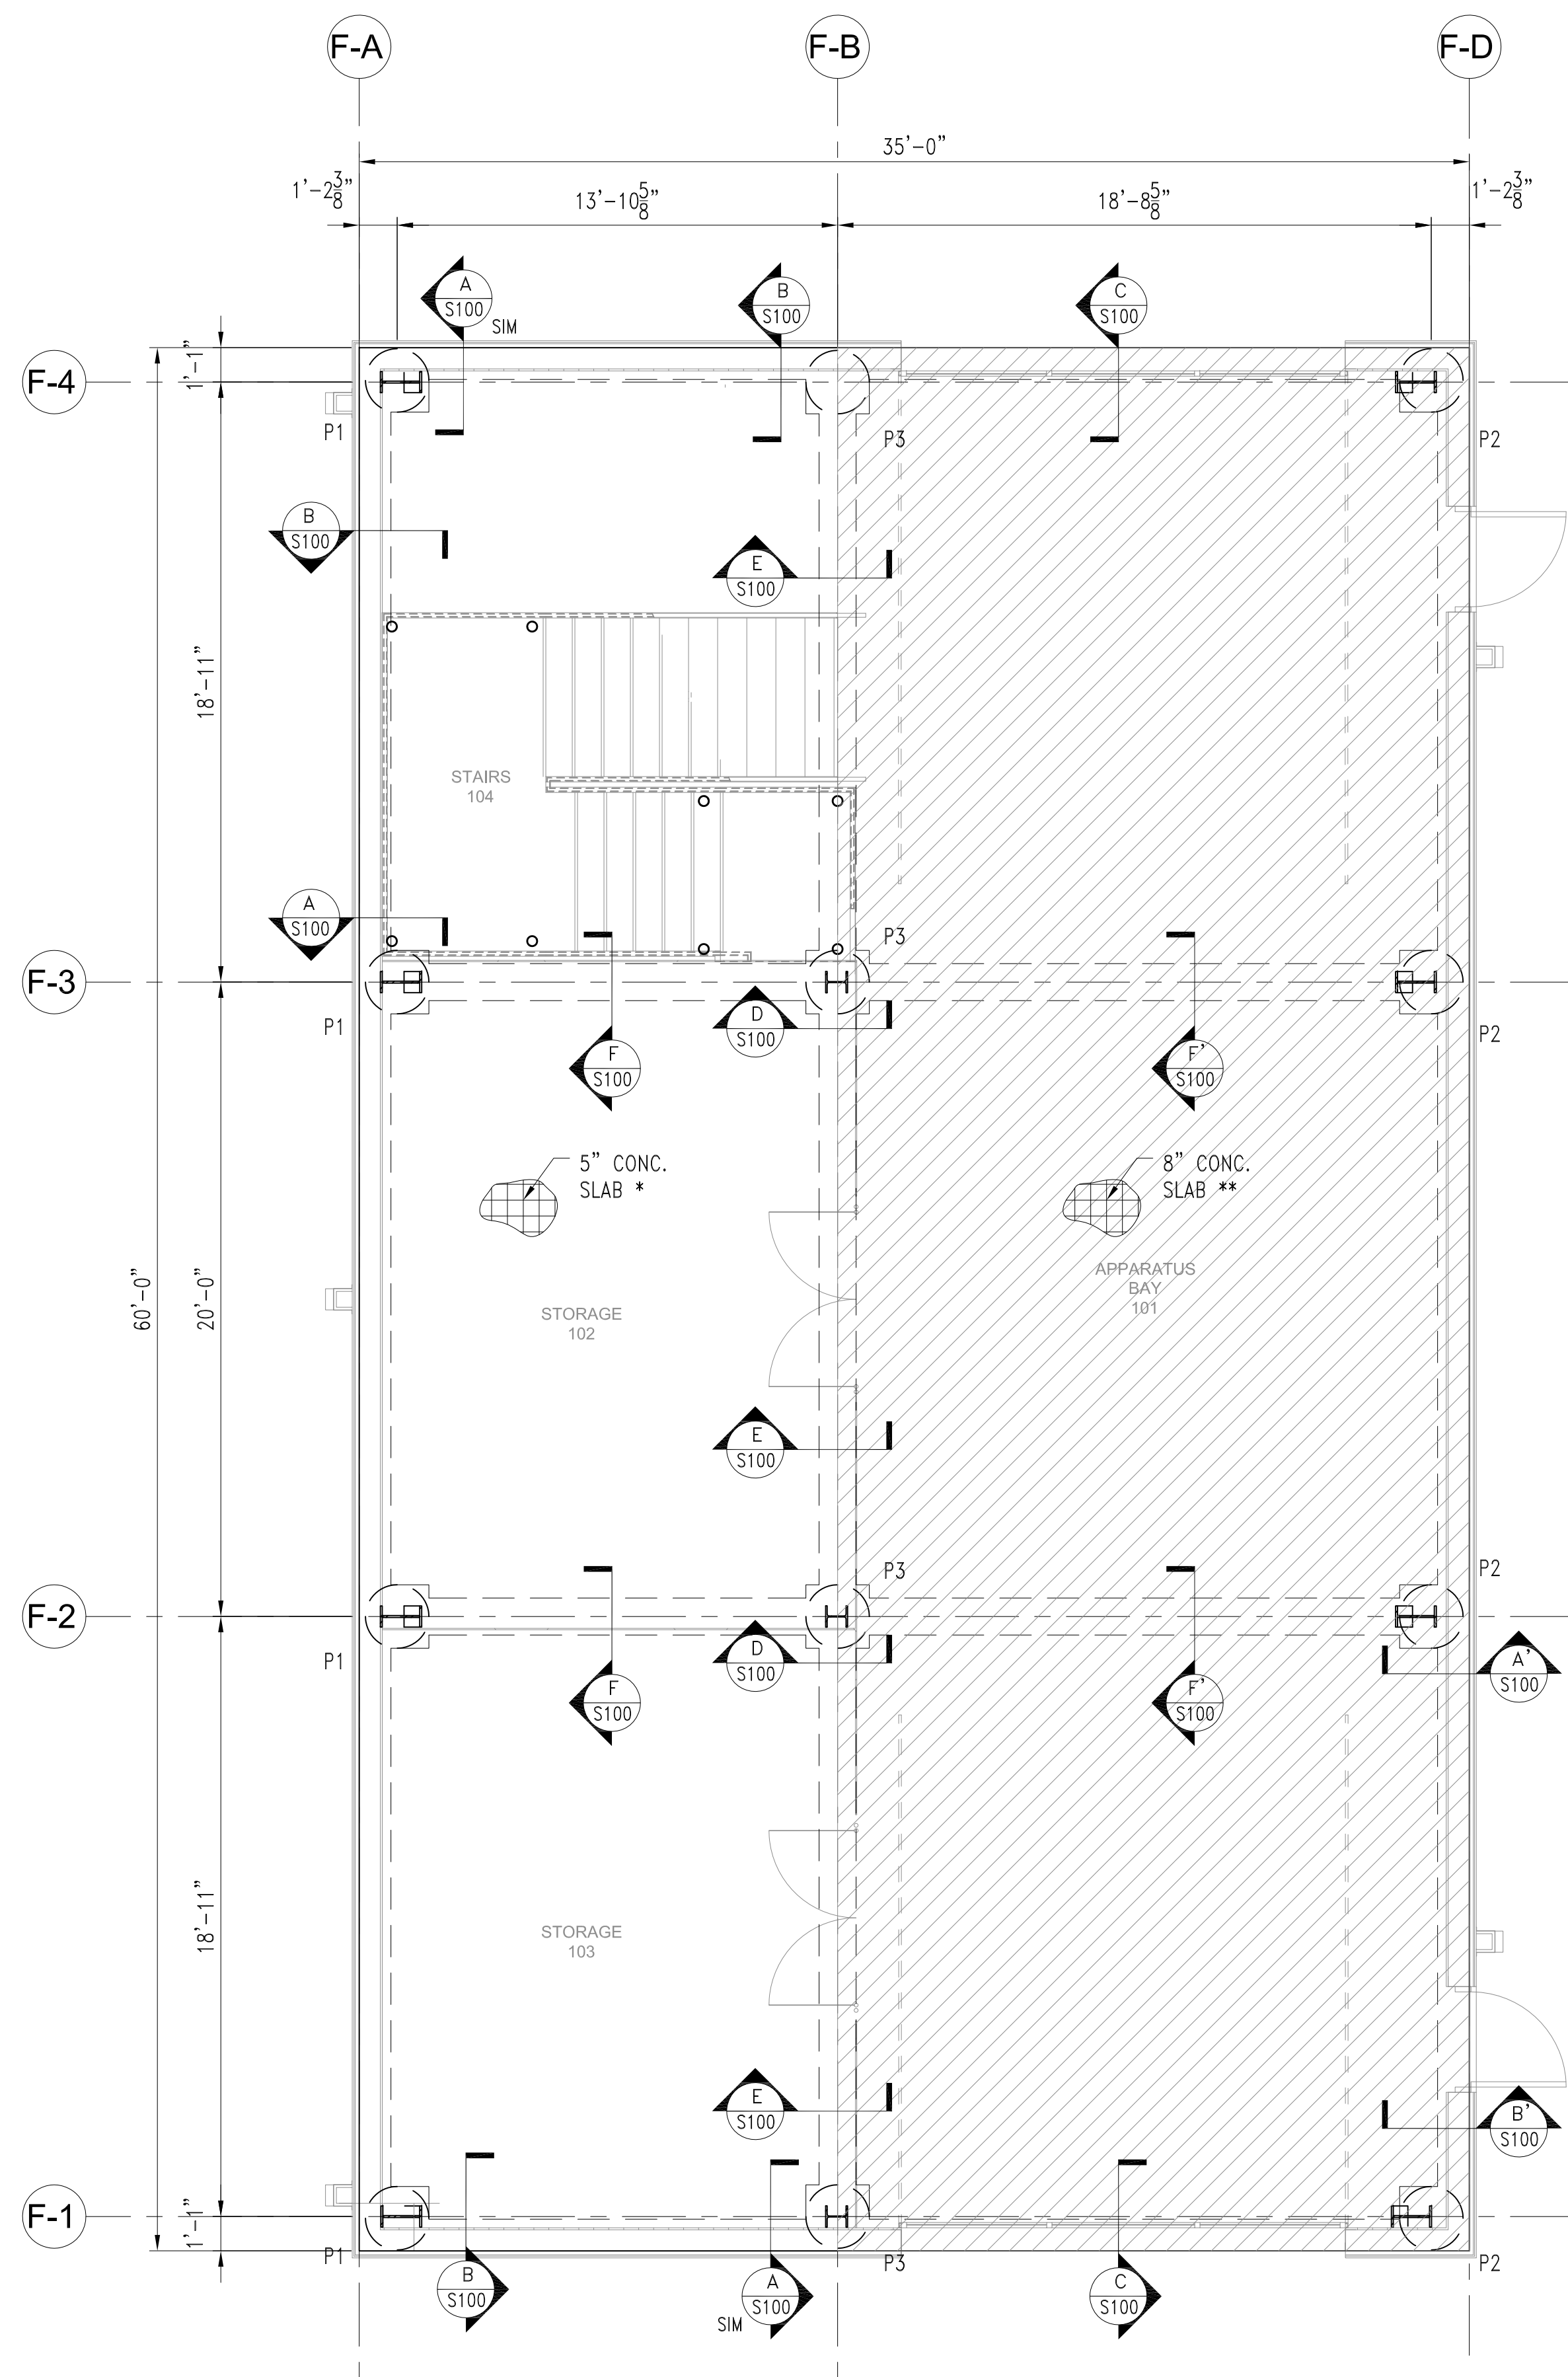 F-A
F-B
F-D
35'-0"
1'-2 3/8"
13'-10 5/8"
18'-8 5/8"
1'-2 3/8"
A
S100
SIM
B
S100
C
S100
1'-1"
F-4
P1
P3
P2
B
S100
E
S100
18'-11"
STAIRS
104
A
S100
P3
F-3
P1
D
S100
P2
F
S100
F'
S100
5" CONC.
SLAB *
8" CONC.
SLAB **
60'-0"
20'-0"
APPARATUS
BAY
101
STORAGE
102
E
S100
P3
P2
F-2
P1
D
S100
A'
S100
F
S100
F'
S100
18'-11"
STORAGE
103
E
S100
B'
S100
F-1
1'-1"
P1
P3
P2
B
S100
A
S100
SIM
C
S100